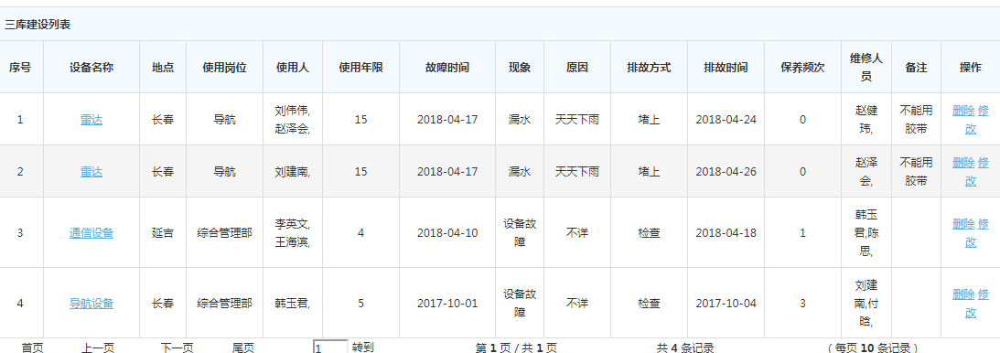 三库建设列表
序号 设备名称 地点 使用岗位 使用人 使用年限 故障时间 现象 原因 排故方式 排故时间 保养频次 维修人员 备注 操作
1 雷达 长春 导航 刘伟伟,赵泽会, 15 2018-04-17 漏水 天天下雨 堵上 2018-04-24 0 赵健玮, 不能用胶带 删除 修改
2 雷达 长春 导航 刘建南, 15 2018-04-17 漏水 天天下雨 堵上 2018-04-26 0 赵泽会, 不能用胶带 删除 修改
3 通信设备 延吉 综合管理部 李英文,王海滨, 4 2018-04-10 设备故障 不详 检查 2018-04-18 1 韩玉君,陈思, 删除 修改
4 导航设备 长春 综合管理部 韩玉君, 5 2017-10-01 设备故障 不详 检查 2017-10-04 3 刘建南,付晗, 删除 修改
首页 上一页 下一页 尾页 1 转到 第 1 页 / 共 1 页 共 4 条记录 （ 每页 10 条记录 ）